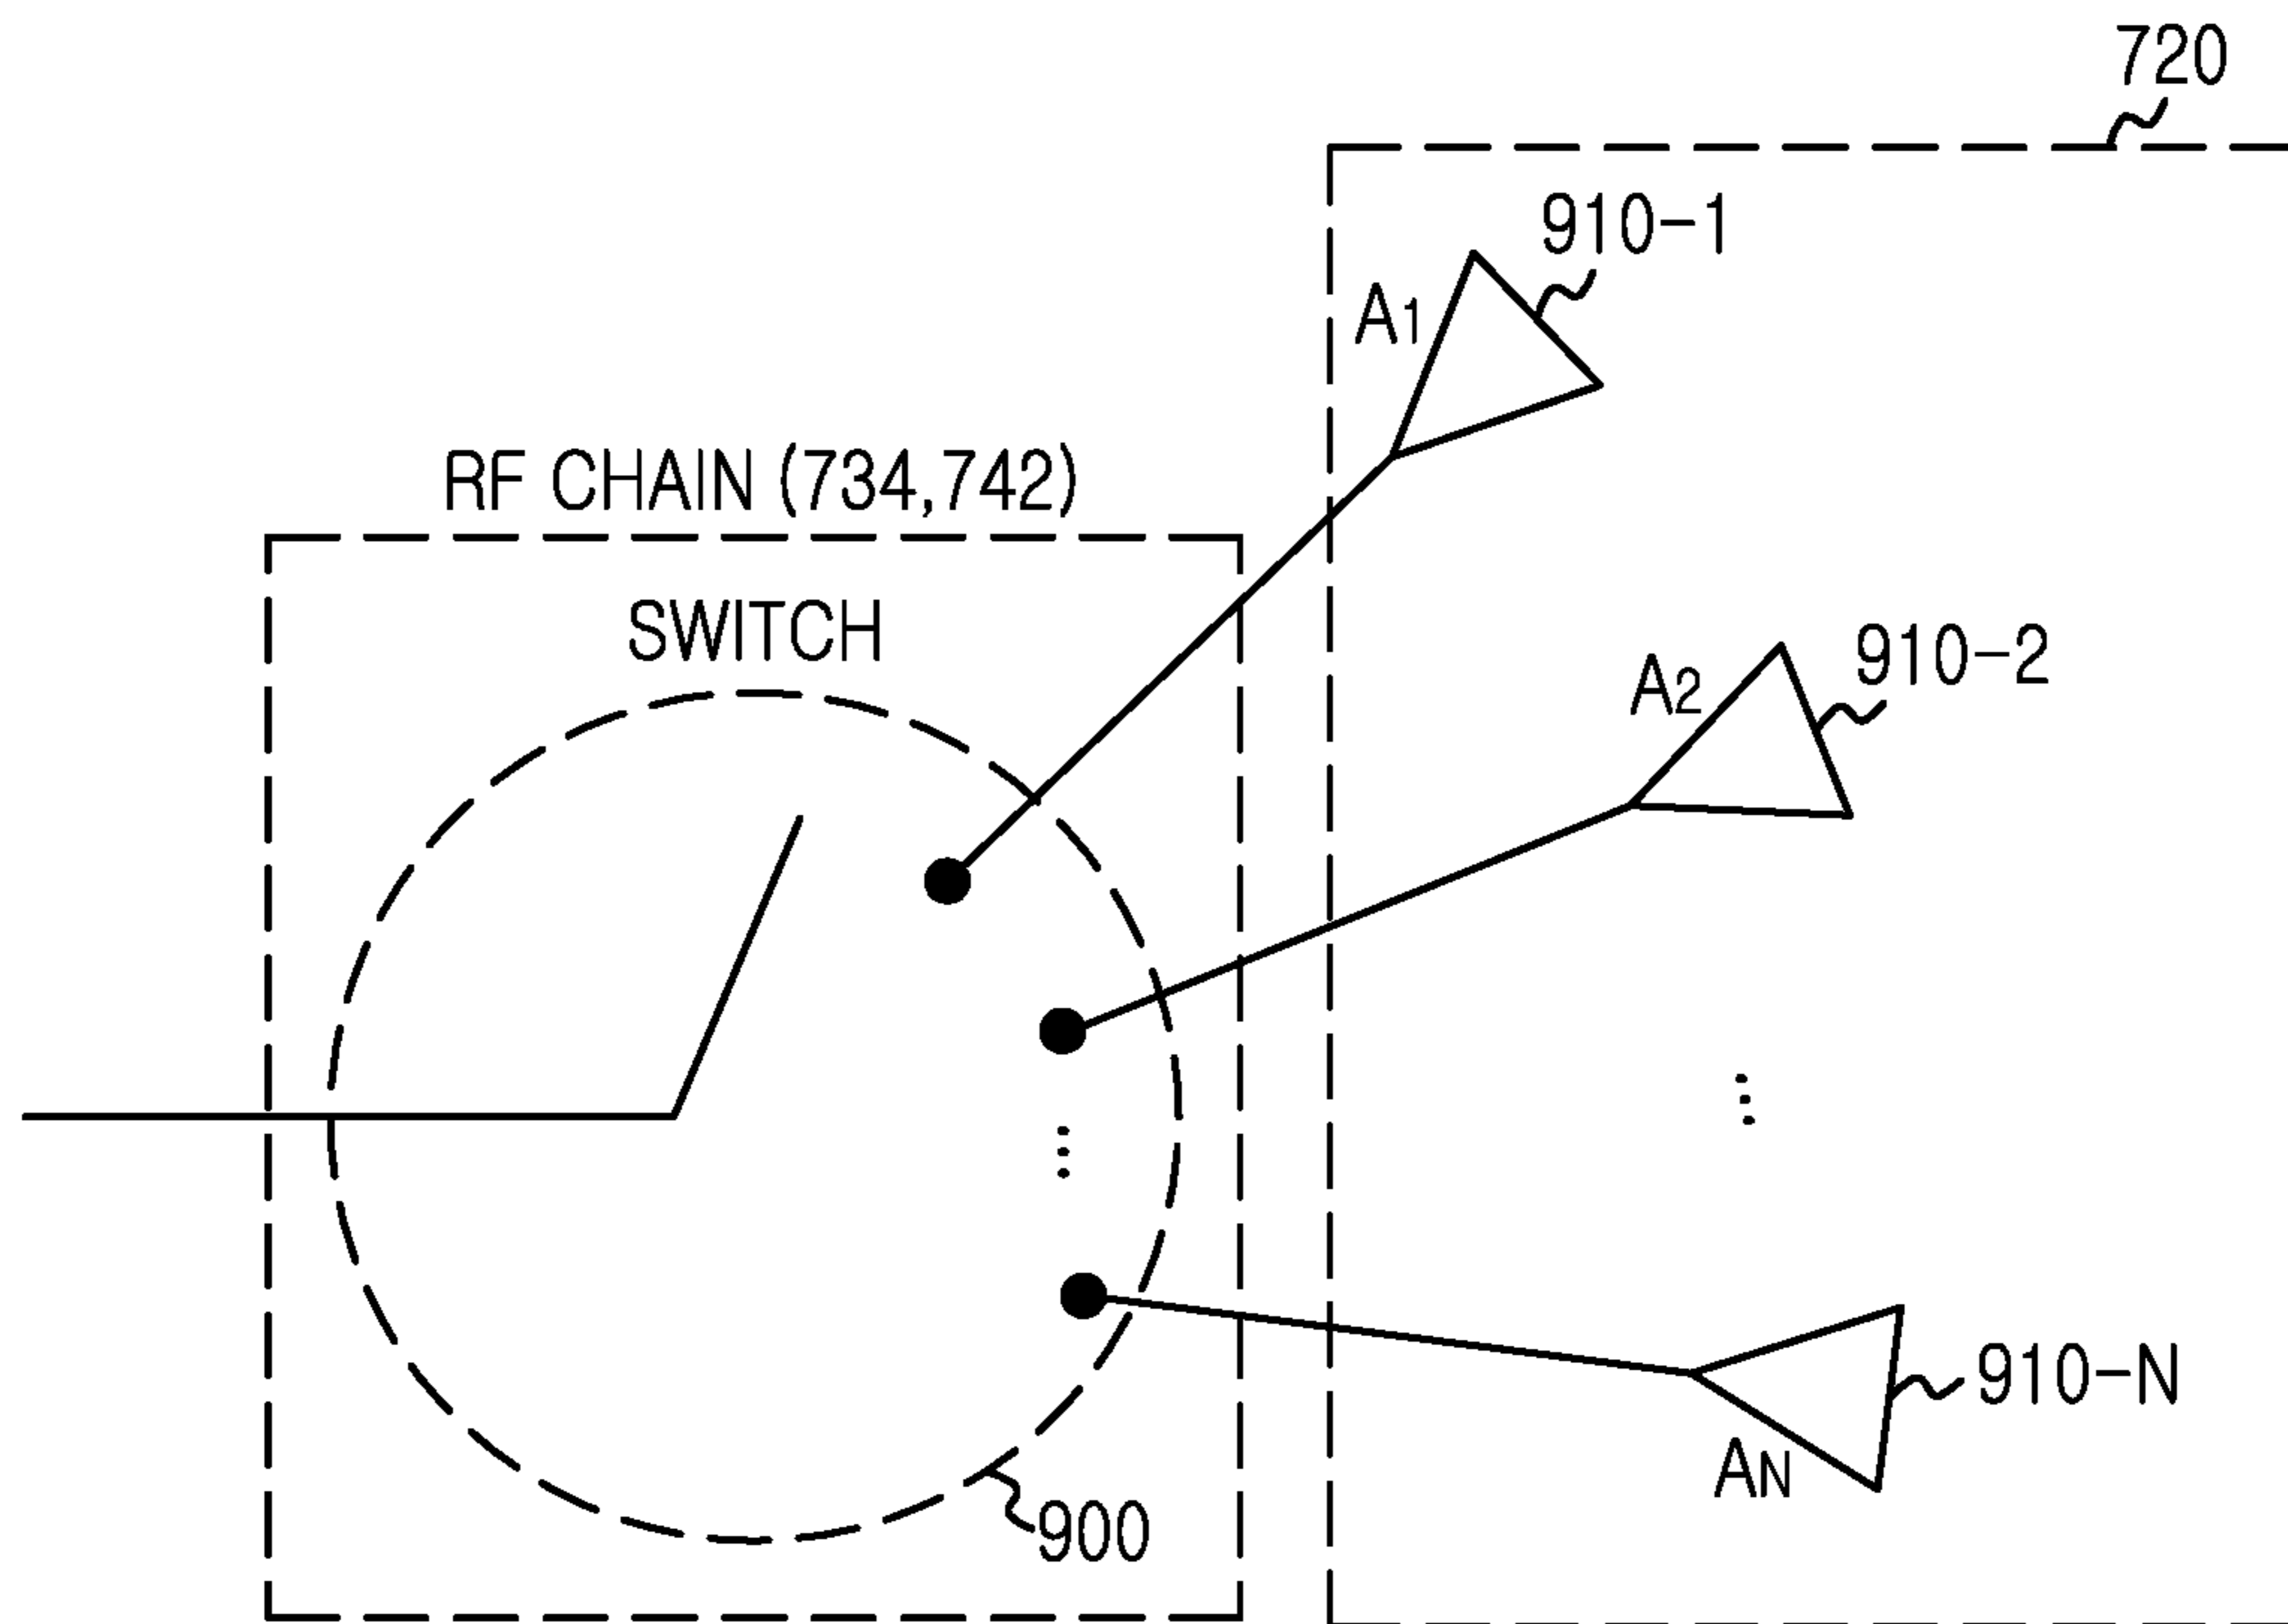 720
910-1
A1
RF CHAIN (734,742)
SWITCH
910-2
A2
910-N
AN
900